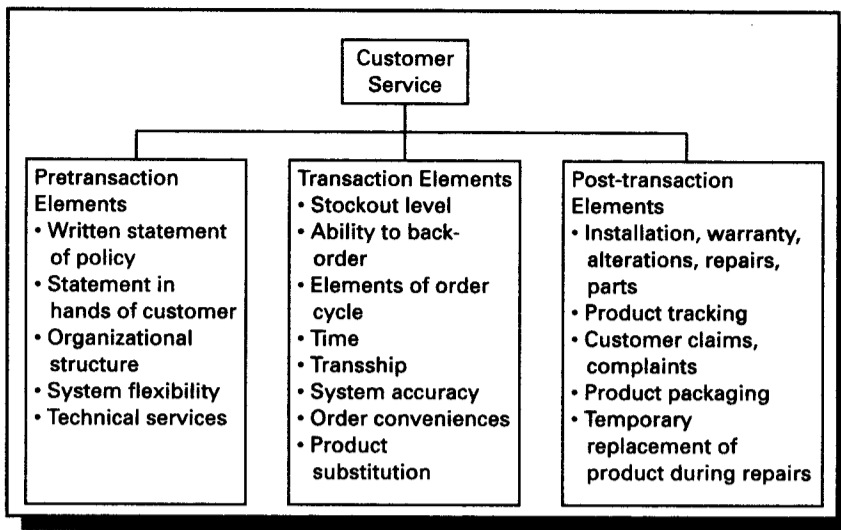 Customer
Service
Pretransaction
Elements
• Written statement
of policy
• Statement in
hands of customer
• Organizational
structure
• System flexibility
• Technical services
Transaction Elements
• Stockout level
• Ability to back-
order
• Elements of order
cycle
• Time
• Transship
• System accuracy
• Order conveniences
• Product
substitution
Post-transaction
Elements
• Installation, warranty,
alterations, repairs,
parts
• Product tracking
• Customer claims,
complaints
• Product packaging
• Temporary
replacement of
product during repairs